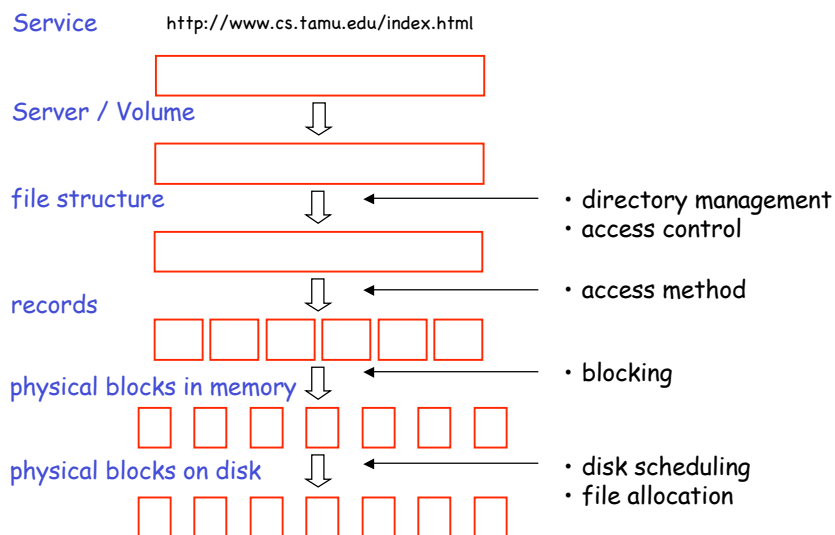 Service http://www.cs.tamu.edu/index.html
Server / Volume
file structure
• directory management
• access control
• access method
records
• blocking
physical blocks in memory
physical blocks on disk
• disk scheduling
• file allocation